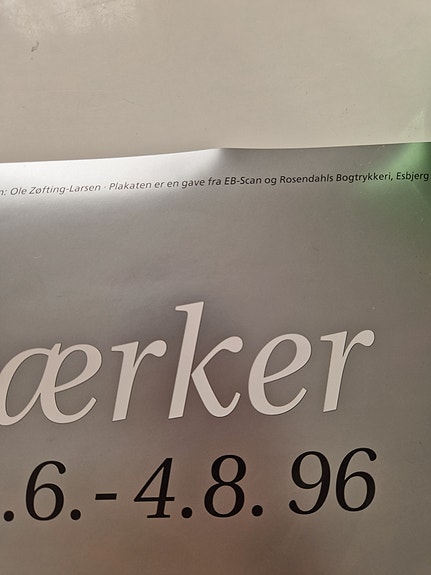 n: Ole Zøfting-Larsen · Plakaten er en gave fra EB-Scan og Rosendahls Bogtrykkeri, Esbjerg
ærker
.6.- 4.8. 96